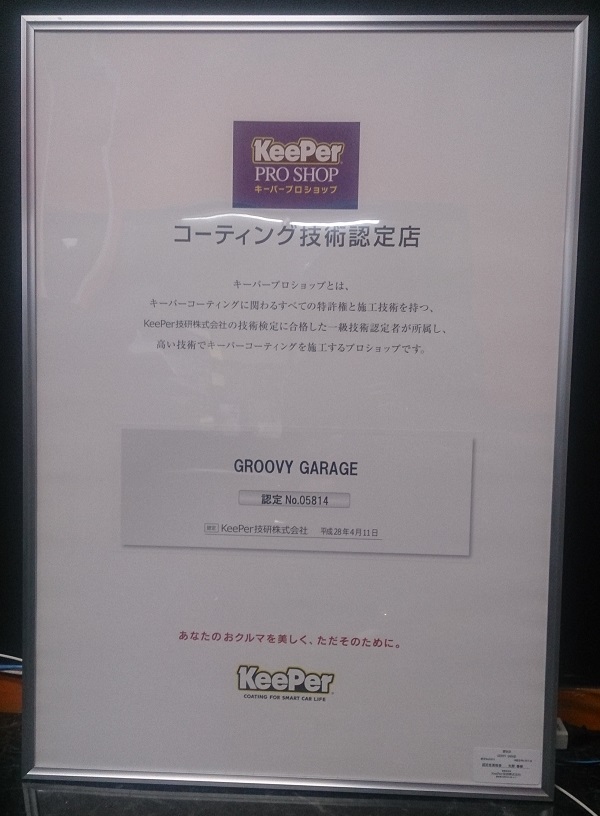 KeePer
PRO SHOP
キーパープロショップ
コーティング技術認定店
キーパープロショップとは、
キーパーコーティングに関わるすべての特許権と施工技術を持つ、
KeePer技研株式会社の技術検定に合格した一級技術認定者が所属し、
高い技術でキーパーコーティングを施工するプロショップです。
GROOVY GARAGE
認定 No.05814
認定 KeePer技研株式会社 平成28年4月11日
あなたのおクルマを美しく、ただそのために。
KeePer
COATING FOR SMART CAR LIFE